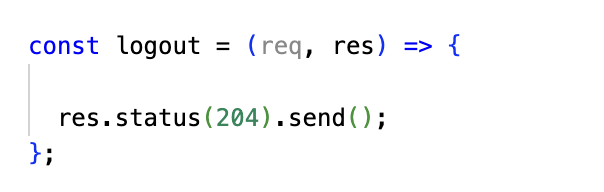 const logout = (req, res) => {
  res.status(204).send();
};